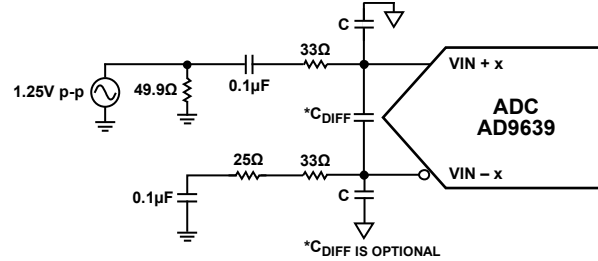 C
33Ω
VIN + x
0.1µF
1.25V p-p
49.9Ω
ADC
AD9639
*CDIFF
25Ω
33Ω
VIN – x
0.1µF
C
*CDIFF IS OPTIONAL